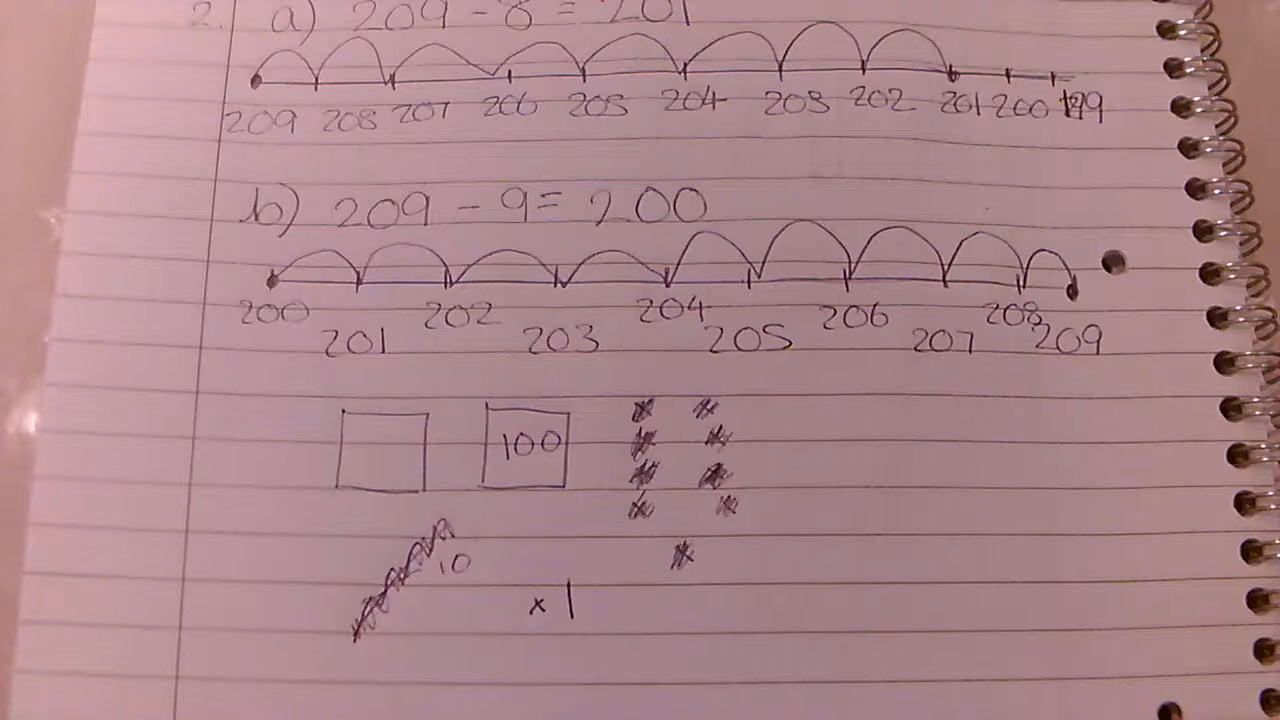 2. a) 209 - 8 = 201
209 208 207 206 205 204 203 202 201 200 199
b) 209 - 9 = 200
200 201 202 203 204 205 206 207 208 209
100
10
x 1